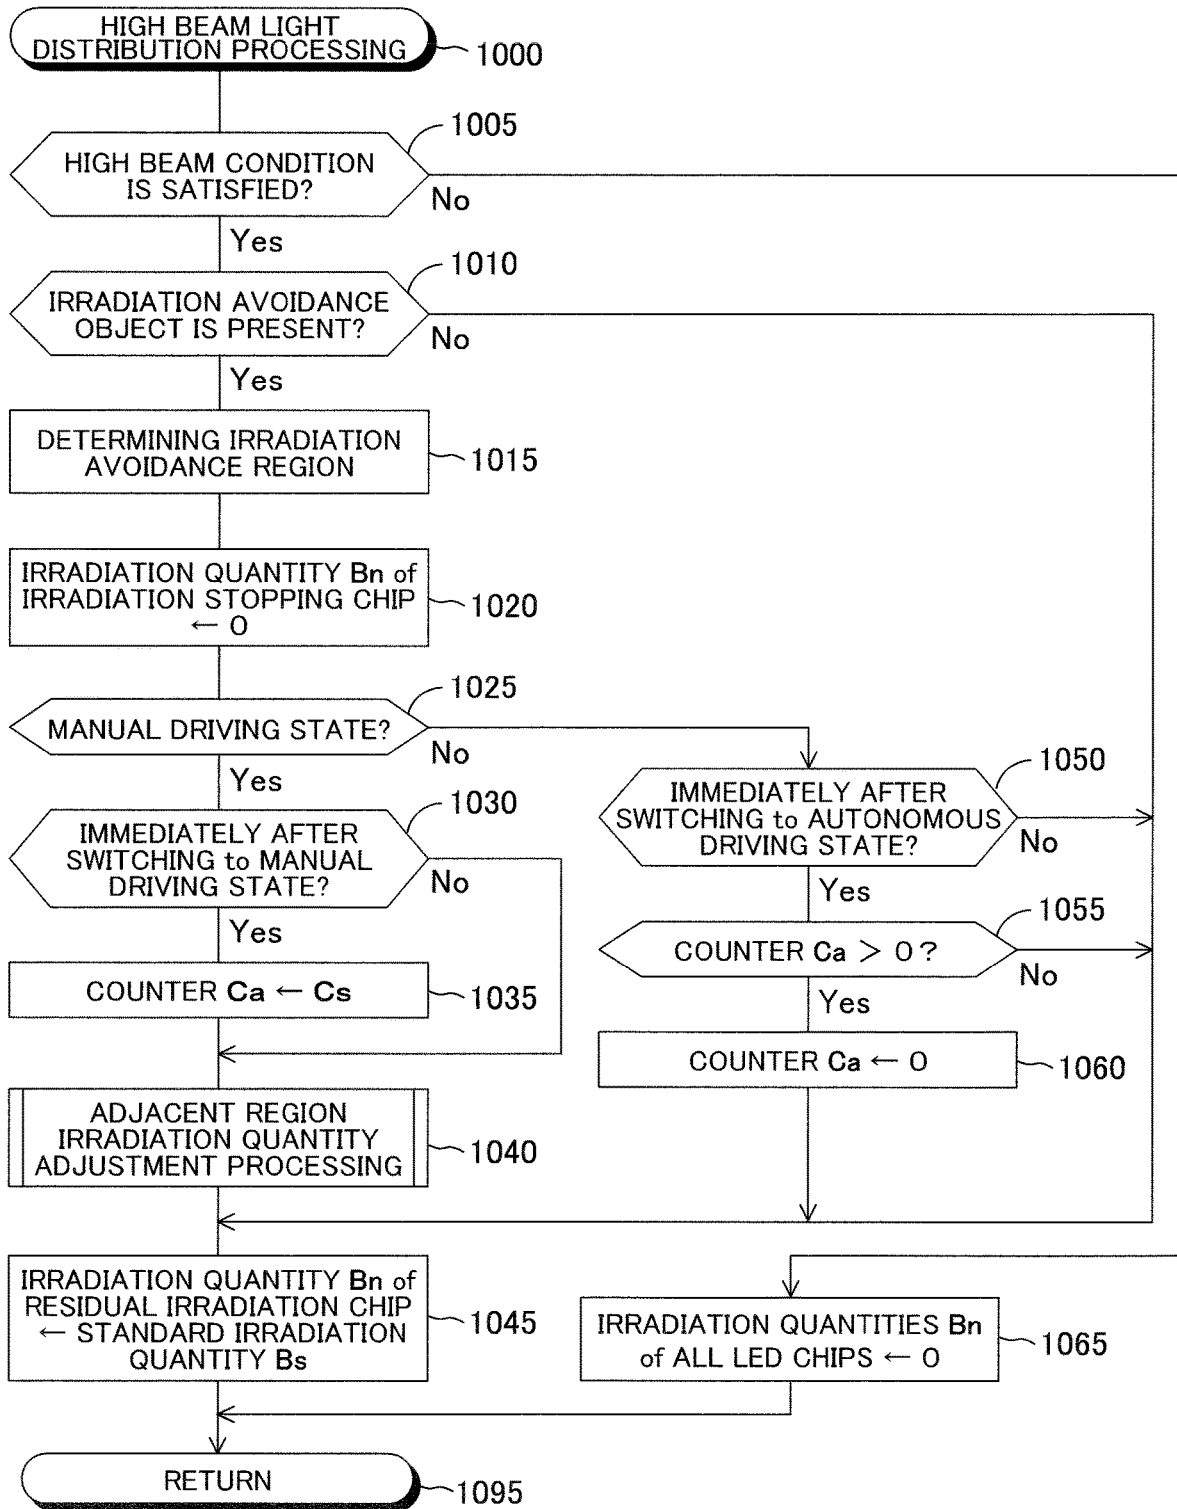 HIGH BEAM LIGHT
DISTRIBUTION PROCESSING
1000
1005
HIGH BEAM CONDITION
IS SATISFIED?
No
Yes
1010
IRRADIATION AVOIDANCE
OBJECT IS PRESENT?
No
Yes
DETERMINING IRRADIATION
AVOIDANCE REGION
1015
IRRADIATION QUANTITY Bn of
IRRADIATION STOPPING CHIP
← 0
1020
1025
MANUAL DRIVING STATE?
No
Yes
1030
IMMEDIATELY AFTER
SWITCHING to MANUAL
DRIVING STATE?
No
Yes
COUNTER Ca ← Cs
1035
ADJACENT REGION
IRRADIATION QUANTITY
ADJUSTMENT PROCESSING
1040
1050
IMMEDIATELY AFTER
SWITCHING to AUTONOMOUS
DRIVING STATE?
No
Yes
1055
COUNTER Ca > 0?
No
Yes
COUNTER Ca ← 0
1060
IRRADIATION QUANTITY Bn of
RESIDUAL IRRADIATION CHIP
← STANDARD IRRADIATION
QUANTITY Bs
1045
IRRADIATION QUANTITIES Bn
of ALL LED CHIPS ← 0
1065
RETURN
1095